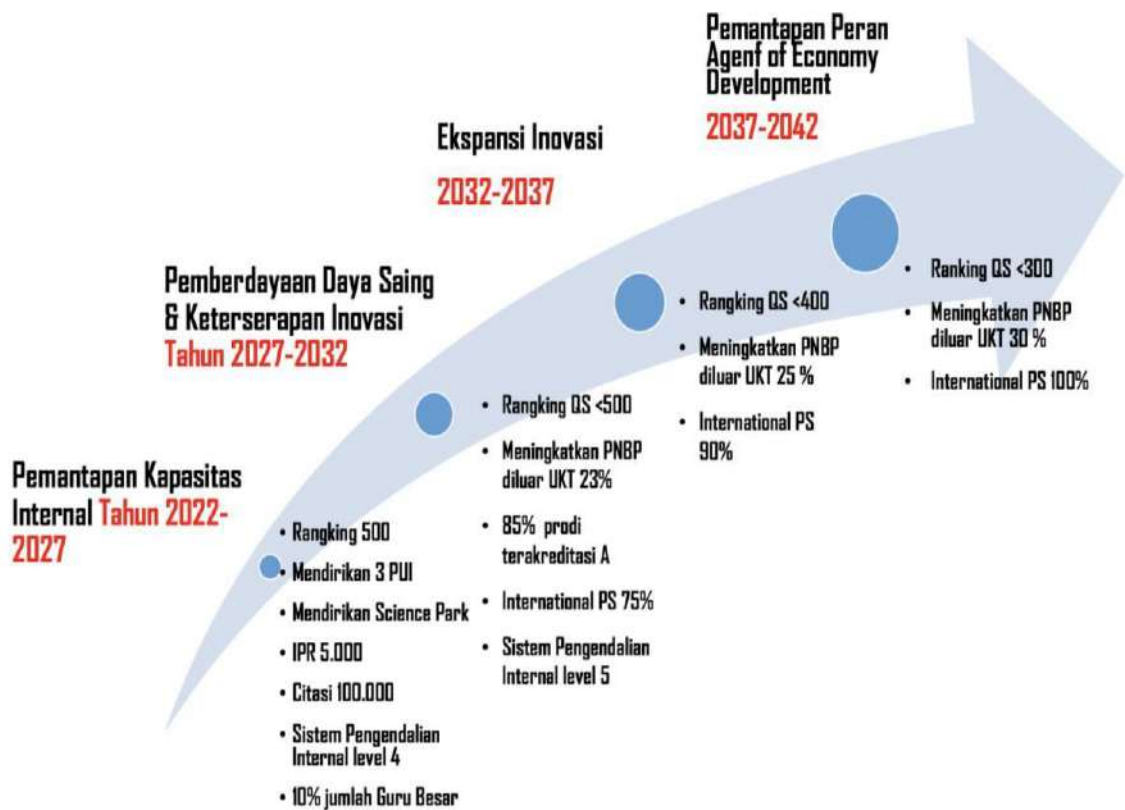 Pemantapan Kapasitas
Internal Tahun 2022-
2027
• Rangking 500
• Mendirikan 3 PUI
• Mendirikan Science Park
• IPR 5.000
• Citasi 100.000
• Sistem Pengendalian
Internal level 4
• 10% jumlah Guru Besar
Pemberdayaan Daya Saing
& Keterserapan Inovasi
Tahun 2027-2032
• Rangking QS <500
• Meningkatkan PNBP
diluar UKT 23%
• 85% prodi
terakreditasi A
• International PS 75%
• Sistem Pengendalian
Internal level 5
Ekspansi Inovasi
2032-2037
• Rangking QS <400
• Meningkatkan PNBP
diluar UKT 25 %
• International PS
90%
Pemantapan Peran
Agenf of Economy
Development
2037-2042
• Ranking QS <300
• Meningkatkan PNBP
diluar UKT 30 %
• International PS 100%